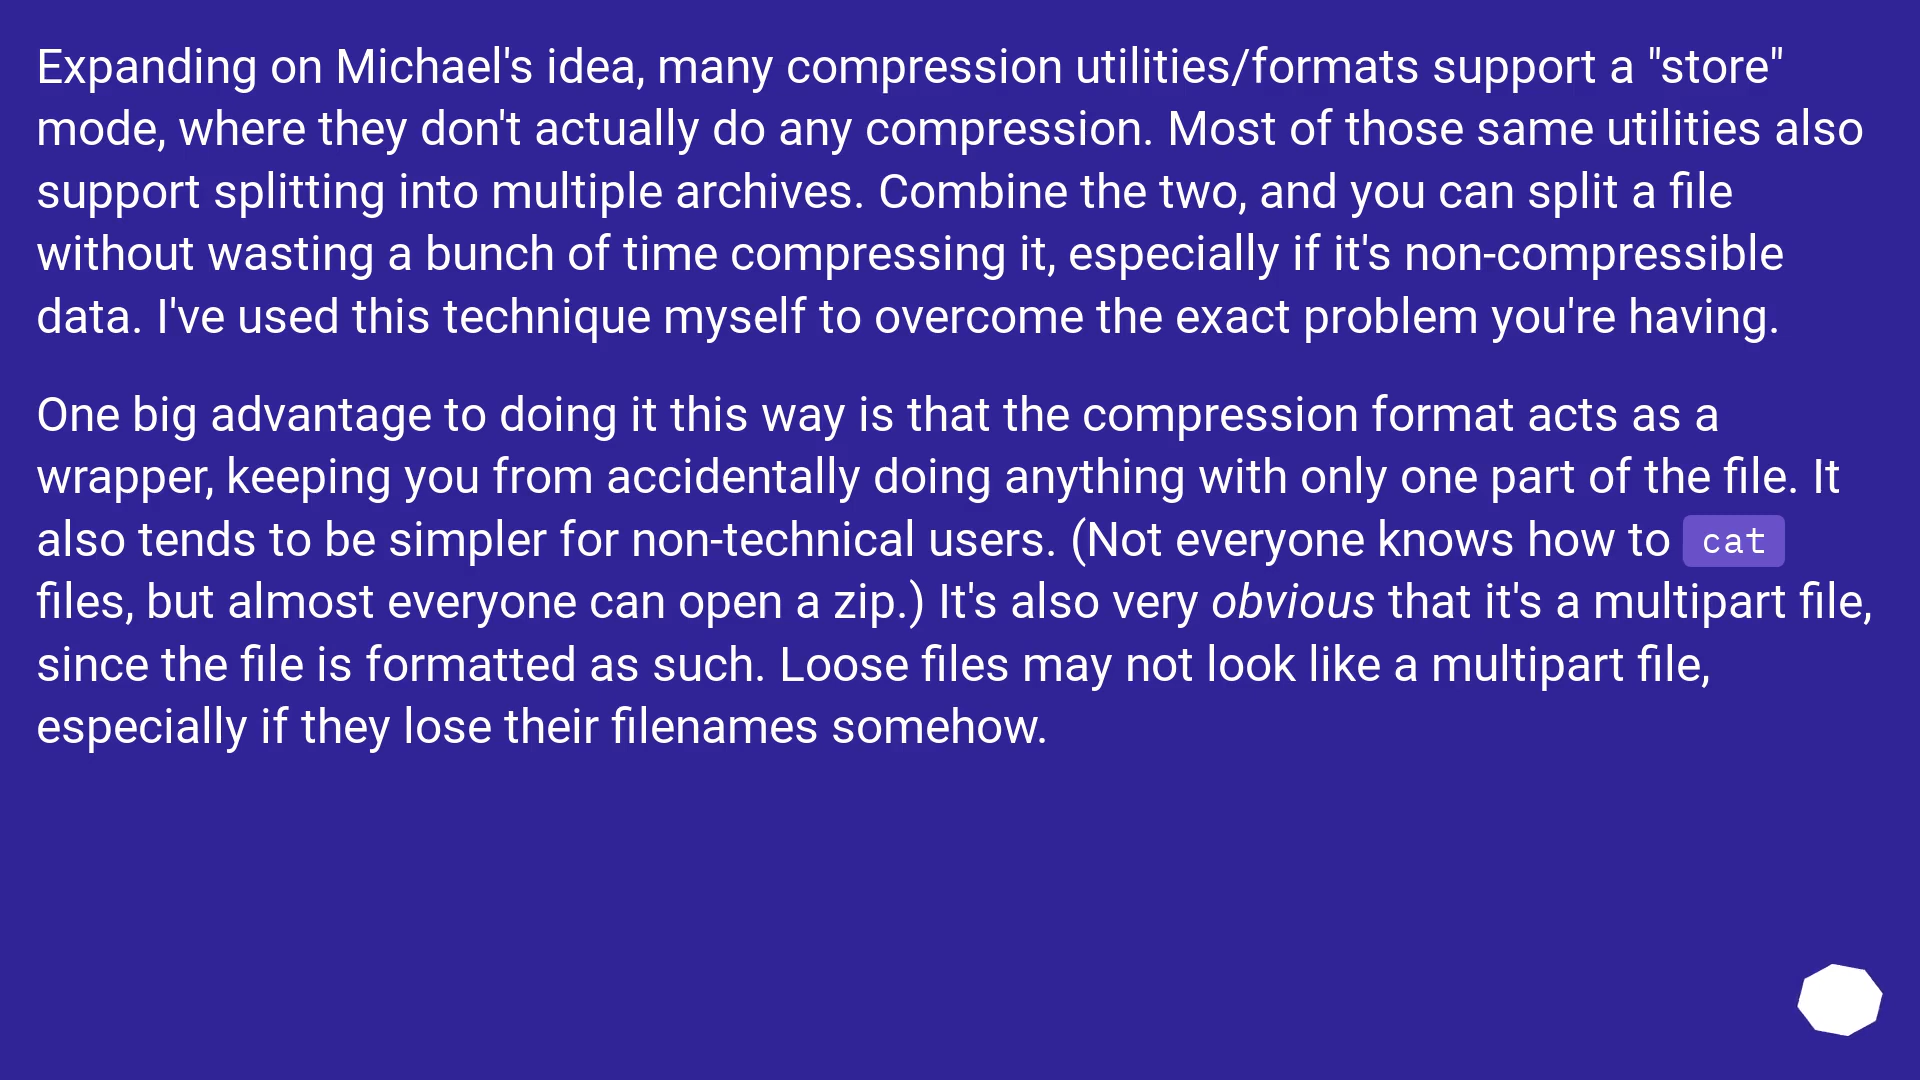 Expanding on Michael's idea, many compression utilities/formats support a "store"
mode, where they don't actually do any compression. Most of those same utilities also
support splitting into multiple archives. Combine the two, and you can split a file
without wasting a bunch of time compressing it, especially if it's non-compressible
data. I've used this technique myself to overcome the exact problem you're having.
One big advantage to doing it this way is that the compression format acts as a
wrapper, keeping you from accidentally doing anything with only one part of the file. It
also tends to be simpler for non-technical users. (Not everyone knows how to cat
files, but almost everyone can open a zip.) It's also very obvious that it's a multipart file,
since the file is formatted as such. Loose files may not look like a multipart file,
especially if they lose their filenames somehow.